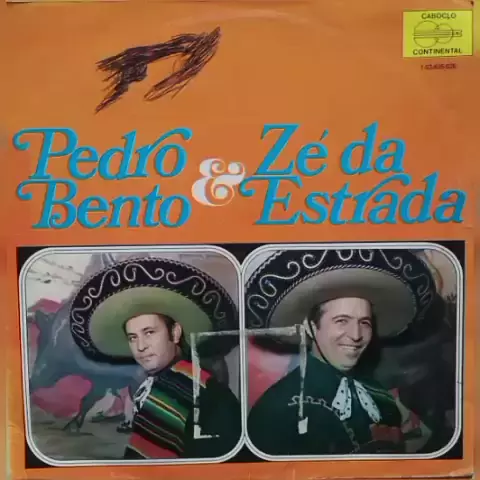 CABOCLO
CONTINENTAL
Pedro
Bento
&
Zé da
Estrada